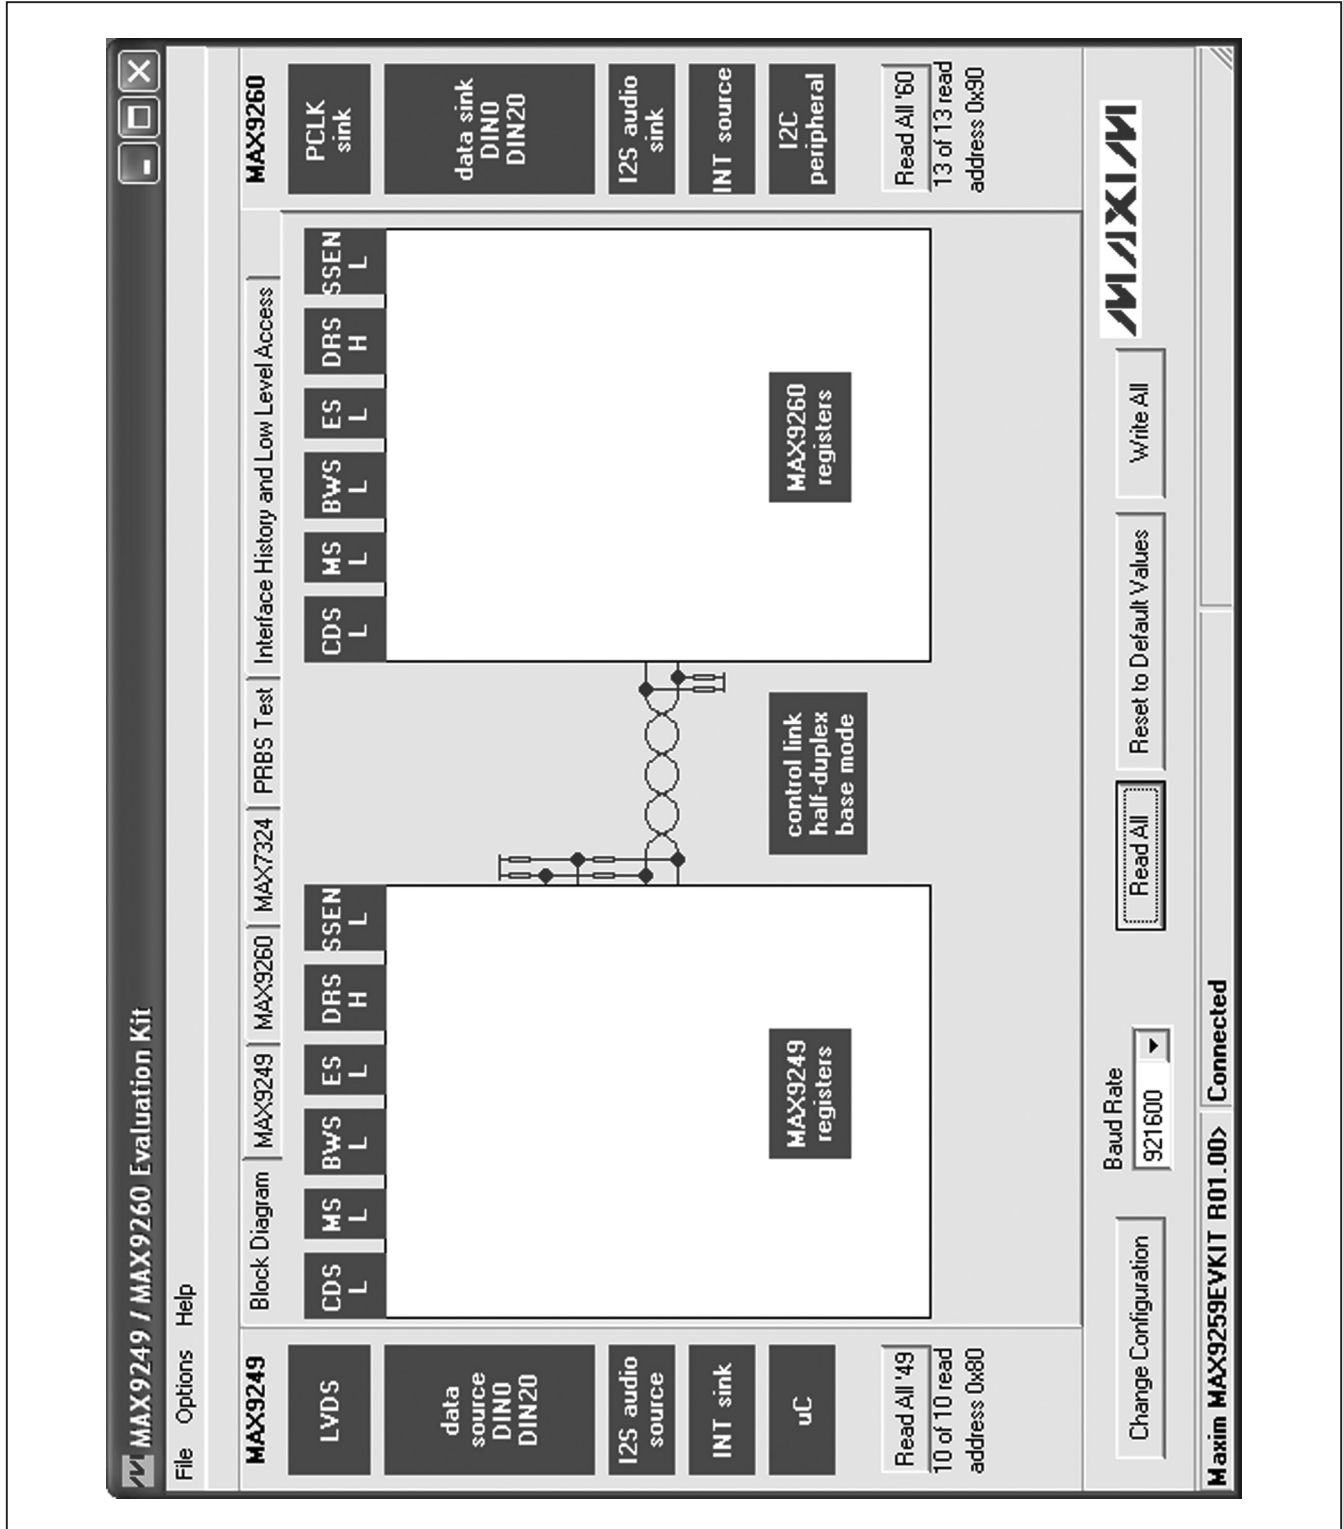 MAX9249 / MAX9260 Evaluation Kit
File Options Help
MAX9249
Block Diagram MAX9249 MAX9260 MAX7324 PRBS Test Interface History and Low Level Access
MAX9260
LVDS
data
source
DIN0
DIN20
I2S audio
source
INT sink
uC
Read All '49
10 of 10 read
address 0x80
CDS
L
MS
L
BWS
L
ES
L
DRS
H
SSEN
L
MAX9249
registers
control link
half-duplex
base mode
CDS
L
MS
L
BWS
L
ES
L
DRS
H
SSEN
L
MAX9260
registers
PCLK
sink
data sink
DIN0
DIN20
I2S audio
sink
INT source
I2C
peripheral
Read All '60
13 of 13 read
address 0x90
Change Configuration
Baud Rate
921600
Read All
Reset to Default Values
Write All
MAXIM
Maxim MAX9259EVKIT R01.00> Connected